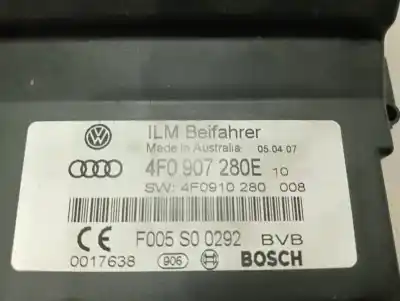 ILM Beifahrer
Made in Australia 05.04 07
4F0 907 280E 10
SW: 4F0910 280 008
CE F005 S0 0292 BVB
0017638 906 BOSCH